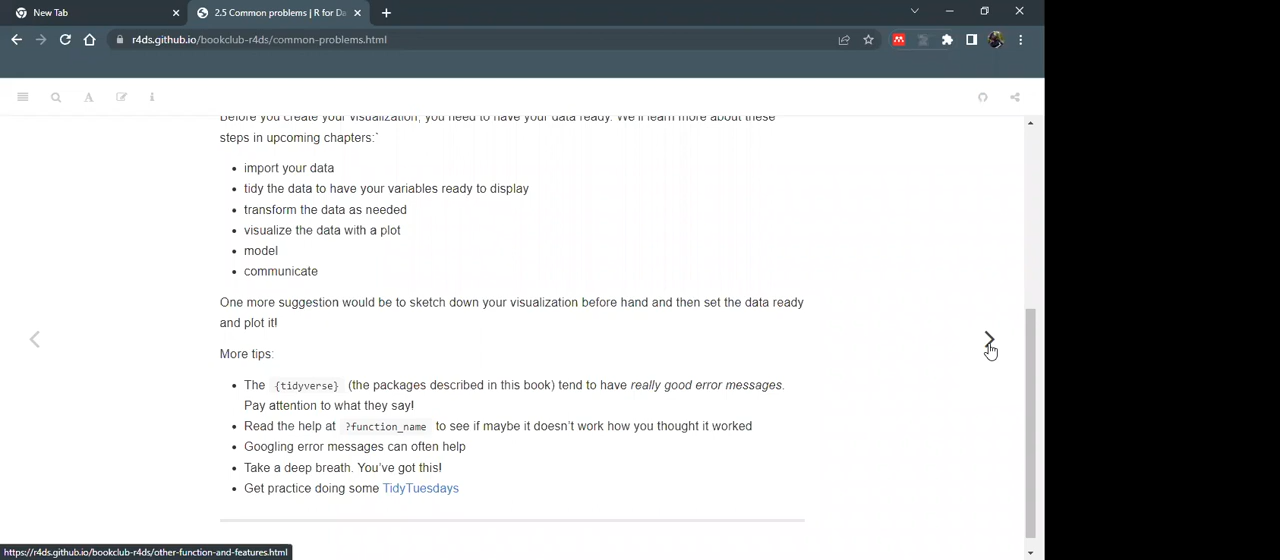 New Tab
2.5 Common problems | R for Da
r4ds.github.io/bookclub-r4ds/common-problems.html
Before you create your visualization, you need to have your data ready. We'll learn more about these
steps in upcoming chapters:`
• import your data
• tidy the data to have your variables ready to display
• transform the data as needed
• visualize the data with a plot
• model
• communicate
One more suggestion would be to sketch down your visualization before hand and then set the data ready
and plot it!
More tips:
• The {tidyverse} (the packages described in this book) tend to have really good error messages.
Pay attention to what they say!
• Read the help at ?function_name to see if maybe it doesn't work how you thought it worked
• Googling error messages can often help
• Take a deep breath. You've got this!
• Get practice doing some TidyTuesdays
https://r4ds.github.io/bookclub-r4ds/other-function-and-features.html